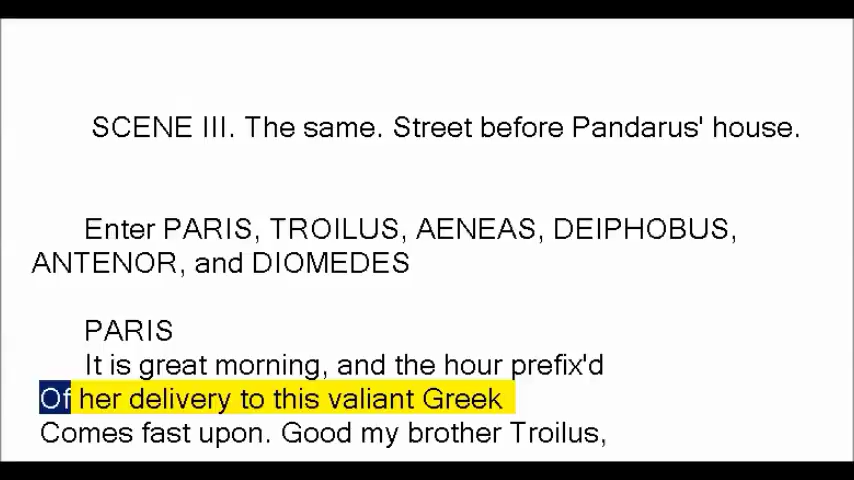 SCENE III. The same. Street before Pandarus' house.
Enter PARIS, TROILUS, AENEAS, DEIPHOBUS,
ANTENOR, and DIOMEDES
PARIS
It is great morning, and the hour prefix'd
Of her delivery to this valiant Greek
Comes fast upon. Good my brother Troilus,